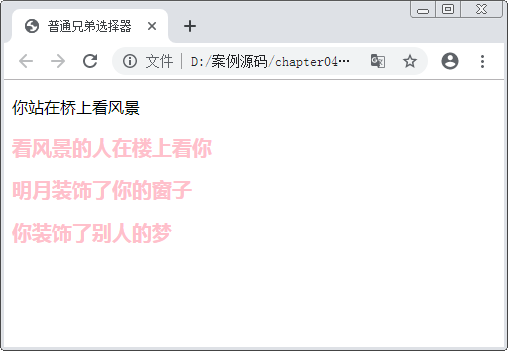 普通兄弟选择器
文件 D:/案例源码/chapter04…
你站在桥上看风景
看风景的人在楼上看你
明月装饰了你的窗子
你装饰了别人的梦